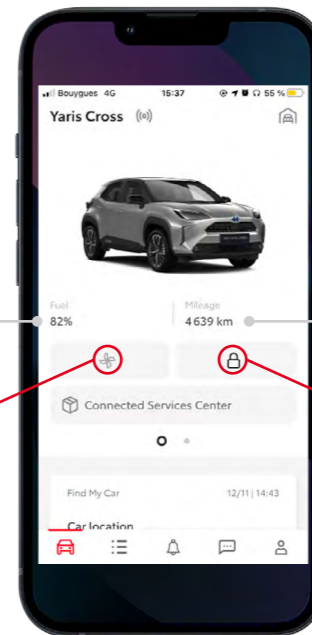 Bouygues 4G 15:37 55 %
Yaris Cross
Fuel Mileage
82% 4 639 km
Connected Services Center
Find My Car 12/11 | 14:43
Car location